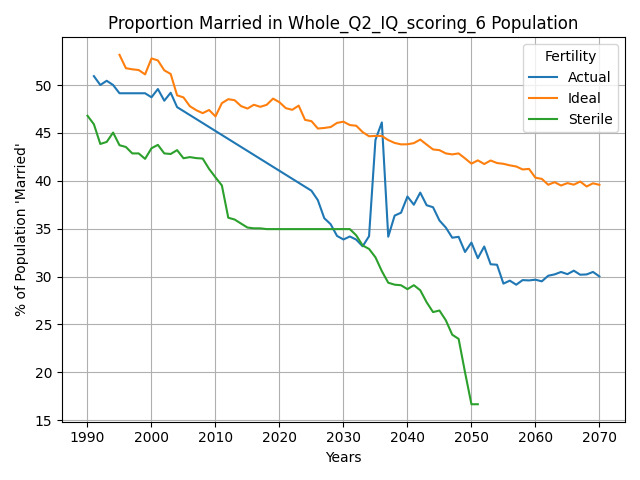 Proportion Married in Whole_Q2_IQ_scoring_6 Population
% of Population 'Married'
50
45
40
35
30
25
20
15
Fertility
Actual
Ideal
Sterile
1990 2000 2010 2020 2030 2040 2050 2060 2070
Years